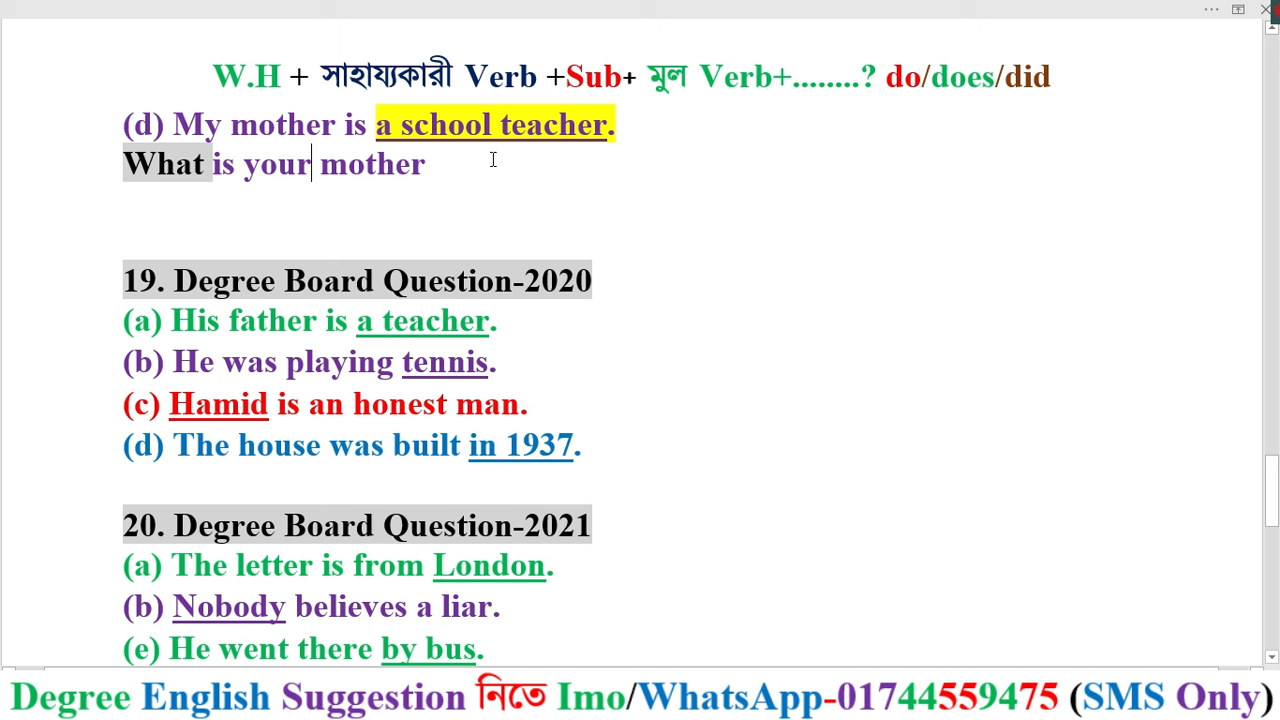 W.H + সাহায্যকারী Verb +Sub+ মুল Verb+........? do/does/did
(d) My mother is a school teacher.
What is your mother
19. Degree Board Question-2020
(a) His father is a teacher.
(b) He was playing tennis.
(c) Hamid is an honest man.
(d) The house was built in 1937.
20. Degree Board Question-2021
(a) The letter is from London.
(b) Nobody believes a liar.
(e) He went there by bus.
Degree English Suggestion নিতে Imo/WhatsApp-01744559475 (SMS Only)